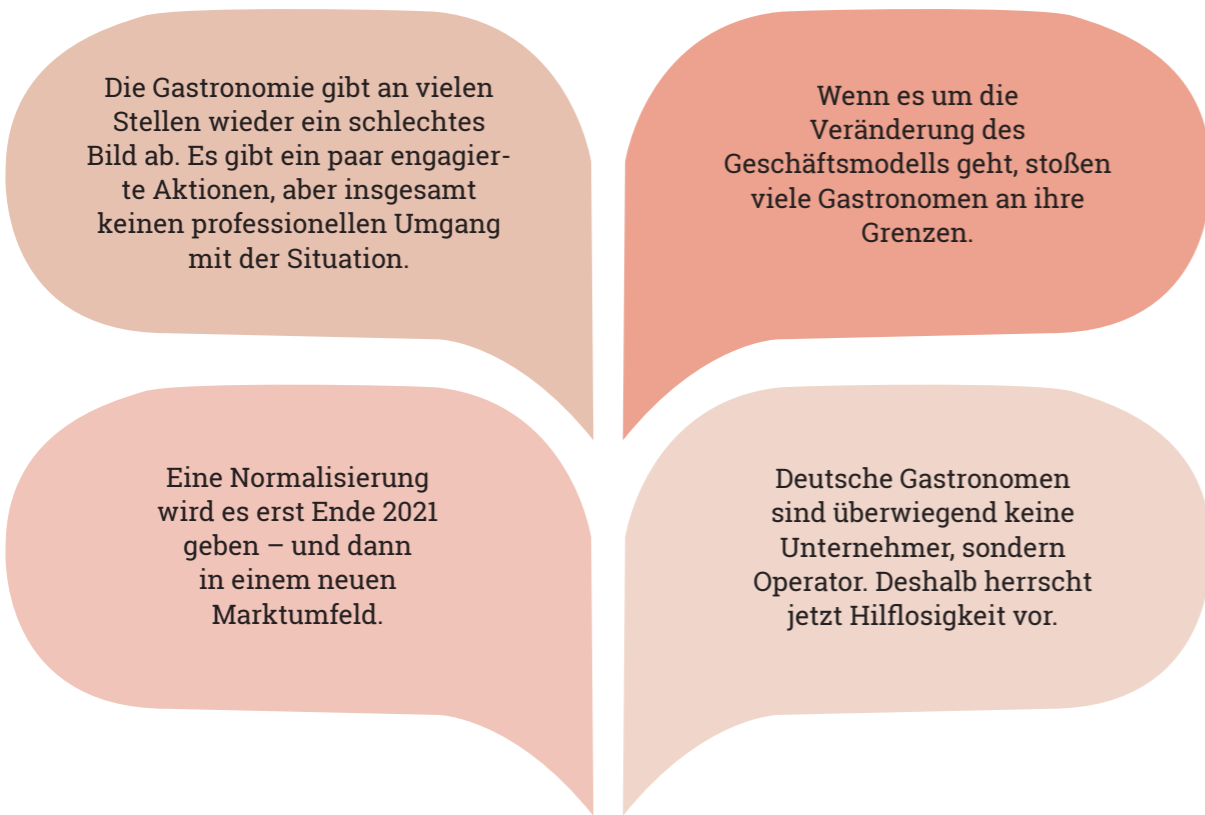 Die Gastronomie gibt an vielen
Stellen wieder ein schlechtes
Bild ab. Es gibt ein paar engagier-
te Aktionen, aber insgesamt
keinen professionellen Umgang
mit der Situation.
Wenn es um die
Veränderung des
Geschäftsmodells geht, stoßen
viele Gastronomen an ihre
Grenzen.
Eine Normalisierung
wird es erst Ende 2021
geben – und dann
in einem neuen
Marktumfeld.
Deutsche Gastronomen
sind überwiegend keine
Unternehmer, sondern
Operator. Deshalb herrscht
jetzt Hilflosigkeit vor.